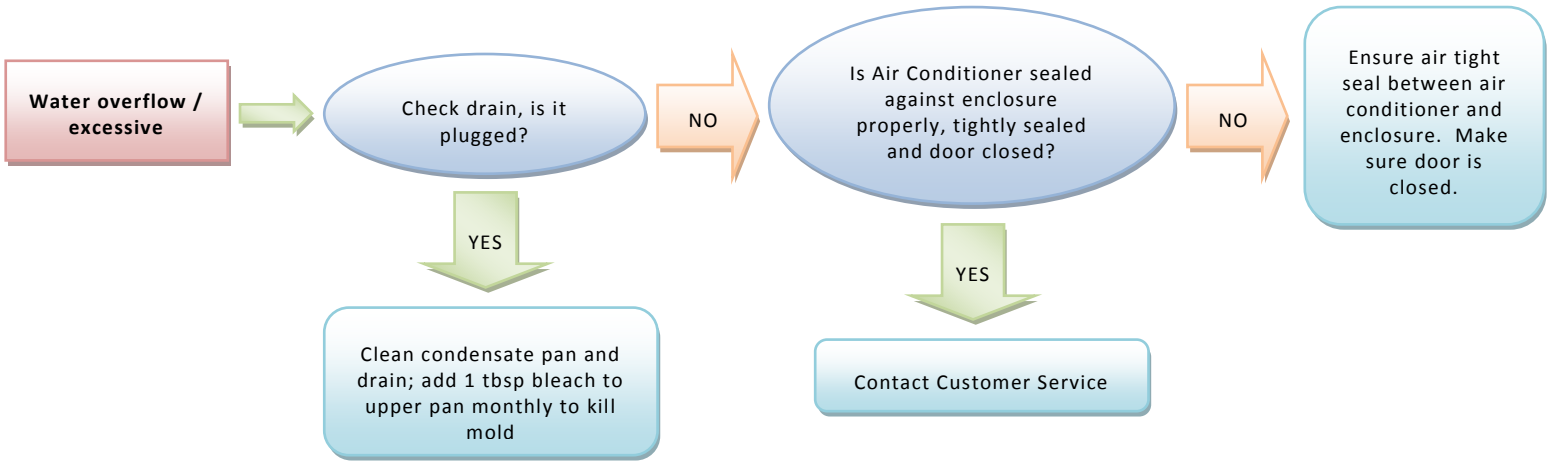 Water overflow /
excessive
Check drain, is it
plugged?
NO
Is Air Conditioner sealed
against enclosure
properly, tightly sealed
and door closed?
NO
Ensure air tight
seal between air
conditioner and
enclosure.  Make
sure door is
closed.
YES
Clean condensate pan and
drain; add 1 tbsp bleach to
upper pan monthly to kill
mold
YES
Contact Customer Service